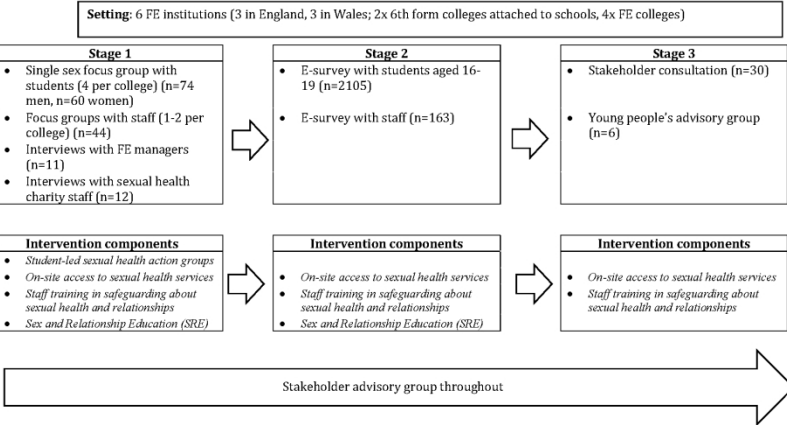 Setting: 6 FE institutions (3 in England, 3 in Wales; 2x 6th form colleges attached to schools, 4x FE colleges)
Stage 1
• Single sex focus group with
students (4 per college) (n=74
men, n=60 women)
• Focus groups with staff (1-2 per
college) (n=44)
• Interviews with FE managers
(n=11)
• Interviews with sexual health
charity staff (n=12)
Stage 2
• E-survey with students aged 16-
19 (n=2105)
• E-survey with staff (n=163)
Stage 3
• Stakeholder consultation (n=30)
• Young people's advisory group
(n=6)
Intervention components
• Student-led sexual health action groups
• On-site access to sexual health services
• Staff training in safeguarding about
sexual health and relationships
• Sex and Relationship Education (SRE)
Intervention components
• On-site access to sexual health services
• Staff training in safeguarding about
sexual health and relationships
• Sex and Relationship Education (SRE)
Intervention components
• On-site access to sexual health services
• Staff training in safeguarding about
sexual health and relationships
Stakeholder advisory group throughout